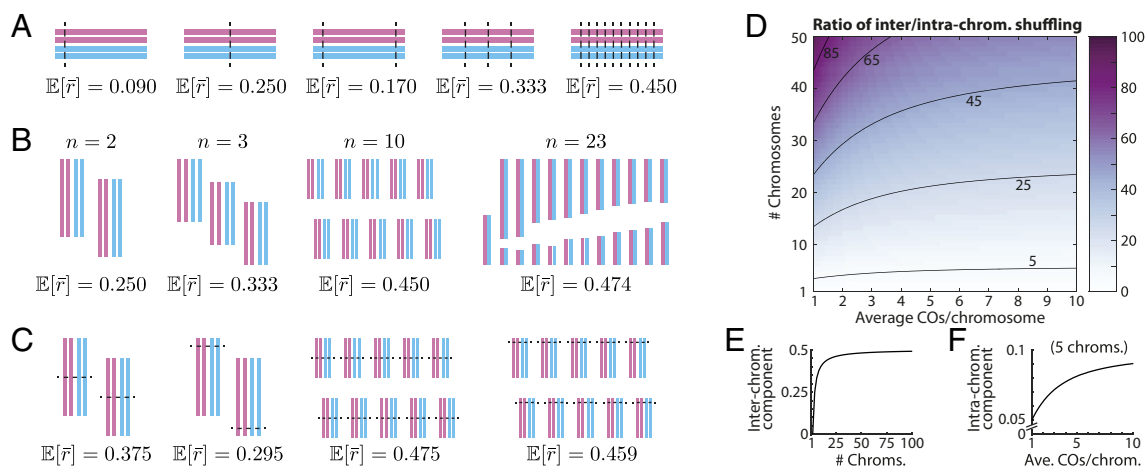 A
𝔼[r̄] = 0.090
𝔼[r̄] = 0.250
𝔼[r̄] = 0.170
𝔼[r̄] = 0.333
𝔼[r̄] = 0.450
B
n = 2
n = 3
n = 10
n = 23
𝔼[r̄] = 0.250
𝔼[r̄] = 0.333
𝔼[r̄] = 0.450
𝔼[r̄] = 0.474
C
𝔼[r̄] = 0.375
𝔼[r̄] = 0.295
𝔼[r̄] = 0.475
𝔼[r̄] = 0.459
D
Ratio of inter/intra-chrom. shuffling
# Chromosomes
50
40
30
20
10
1
85
65
45
25
5
1 2 3 4 5 6 7 8 9 10
Average COs/chromosome
100
80
60
40
20
0
E
Inter-chrom.
component
0.5
0.25
0
1 25 50 75 100
# Chroms.
F
(5 chroms.)
Intra-chrom.
component
0.1
0.05
0
1 5 10
Ave. COs/chrom.